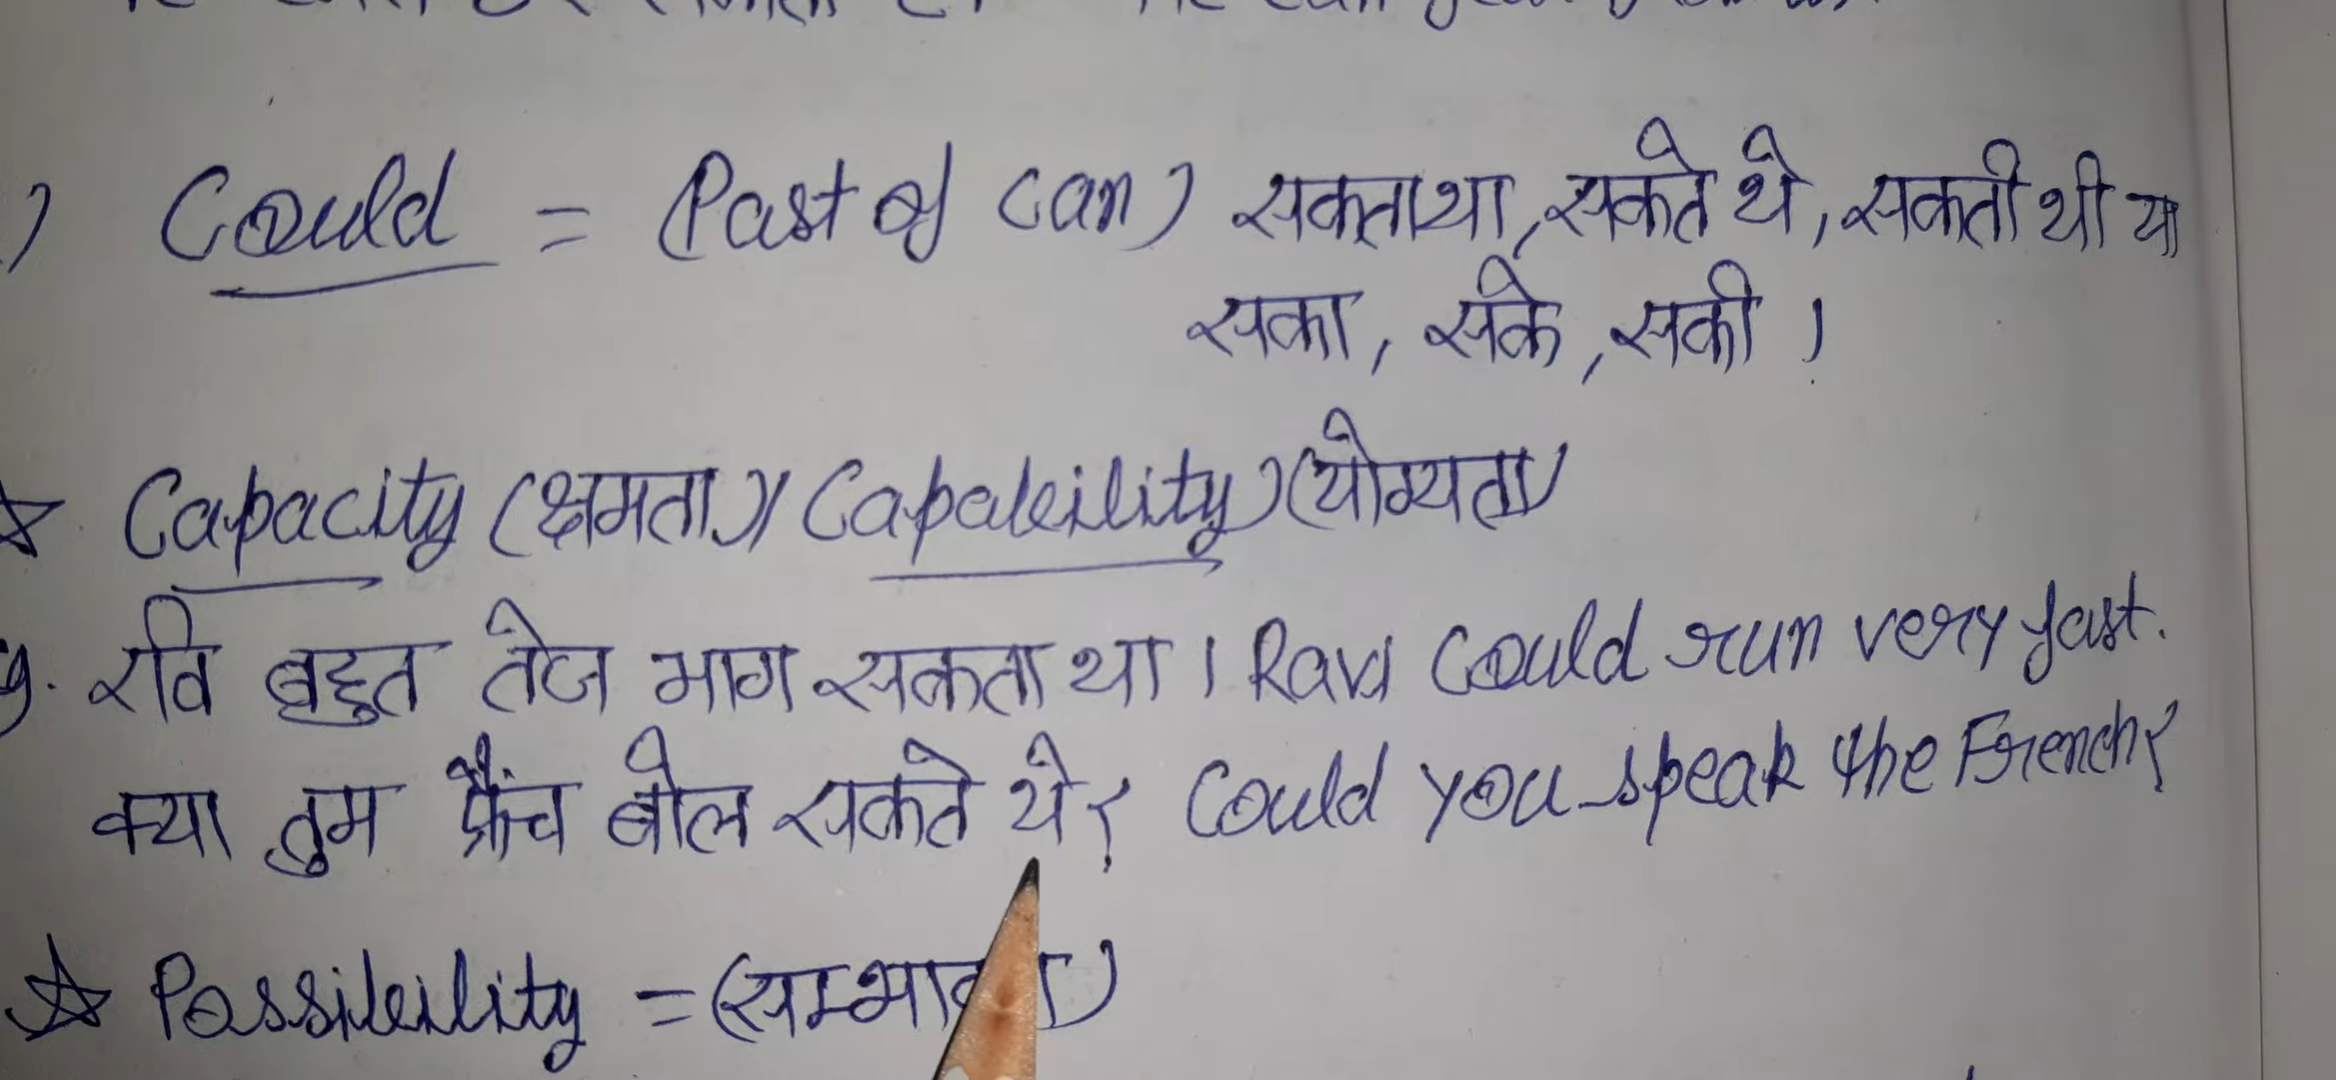 ) Could = (Past of can) सकता था, सकते थे, सकती थी या
सका, सके, सकी ।
☆ Capacity (क्षमता)/ Capability) (योग्यता)
g. रवि बहुत तेज भाग सकता था । Ravi Could run very fast.
क्या तुम फ्रैंच बोल सकते थे? Could you speak the French?
☆ Possibility = (सम्भा